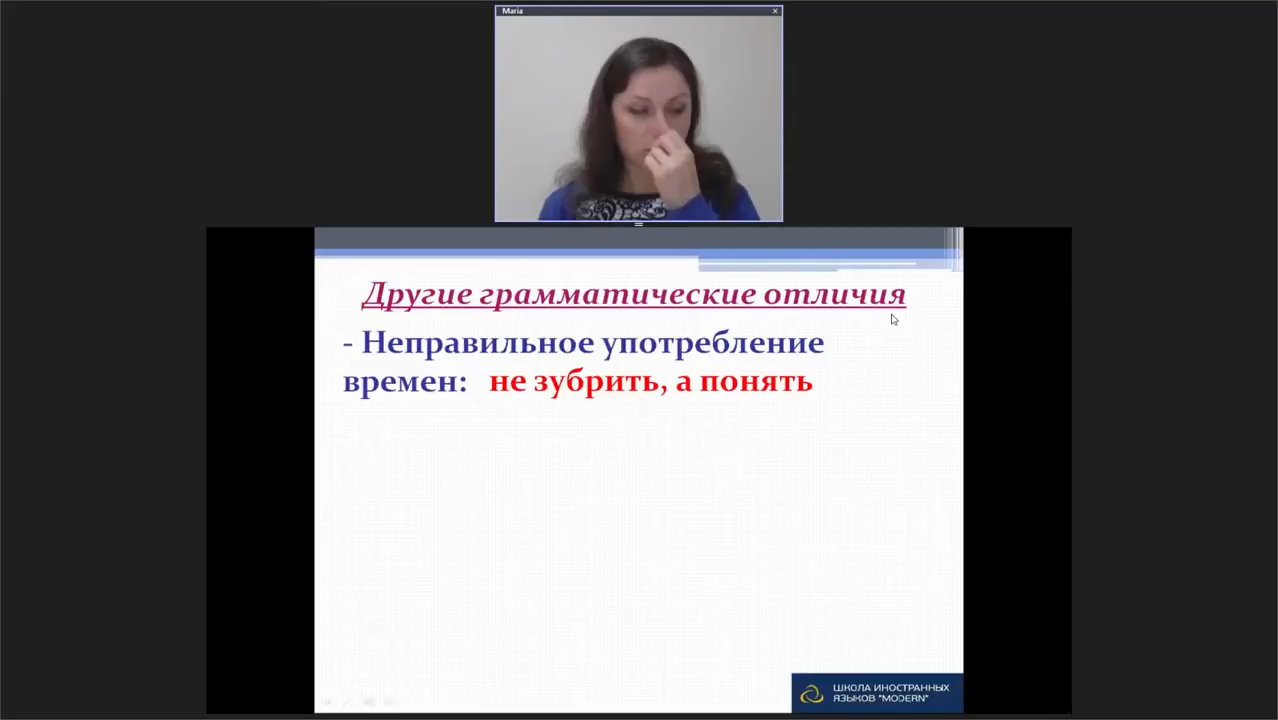 Maria
Другие грамматические отличия
- Неправильное употребление
времен: не зубрить, а понять
ШКОЛА ИНОСТРАННЫХ
ЯЗЫКОВ "MODERN"